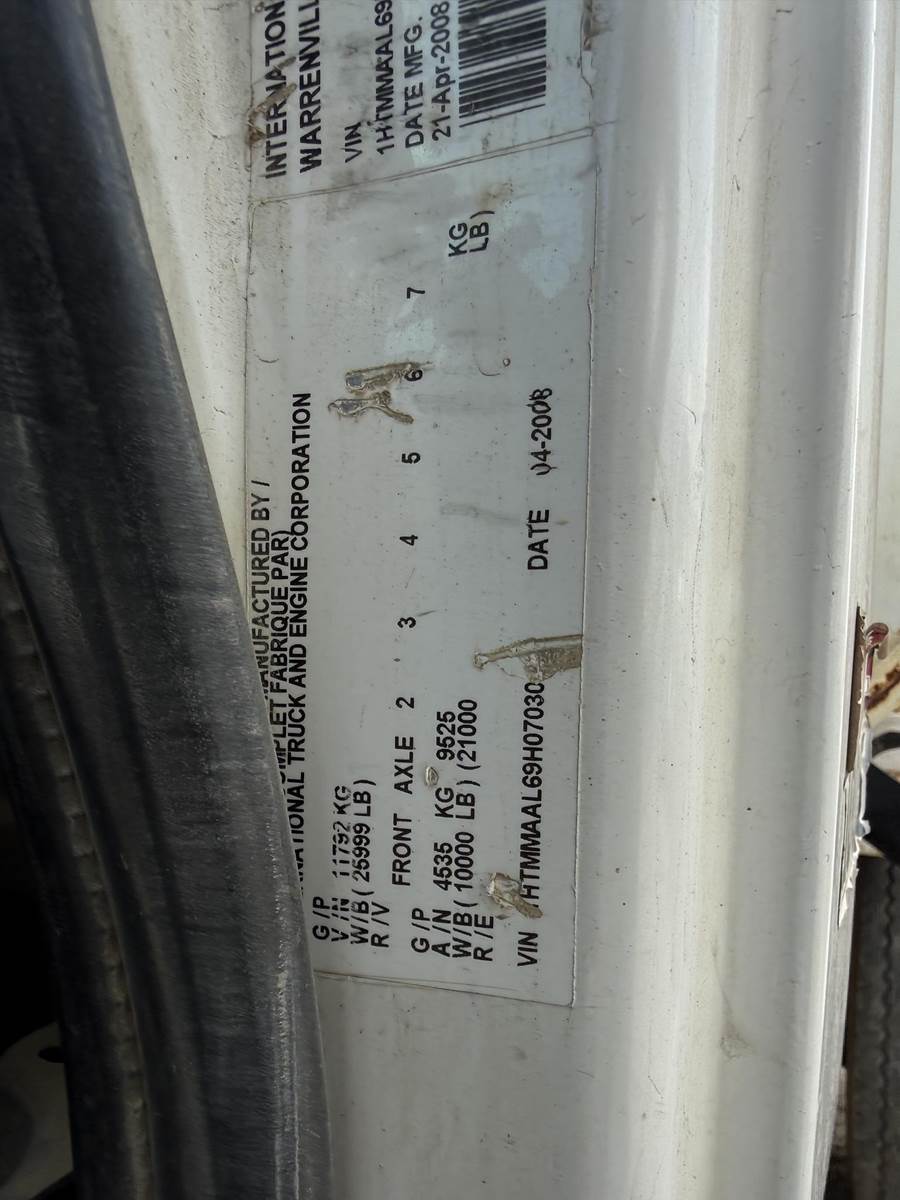 MANUFACTURED BY /
COMPLET FABRIQUE PAR)
NATIONAL TRUCK AND ENGINE CORPORATION
G/P
V/N 11792 KG
W/B ( 25999 LB )
R/V
FRONT AXLE 2 3 4 5 6 7
G/P
A/N 4535 KG 9525 KG
W/B ( 10000 LB ) (21000 LB )
R/E
VIN HTMMAAL69H07030 DATE 04-2008
INTERNATION
WARRENVILL
VIN
1HTMMAAL69
DATE MFG.
21-Apr-2008